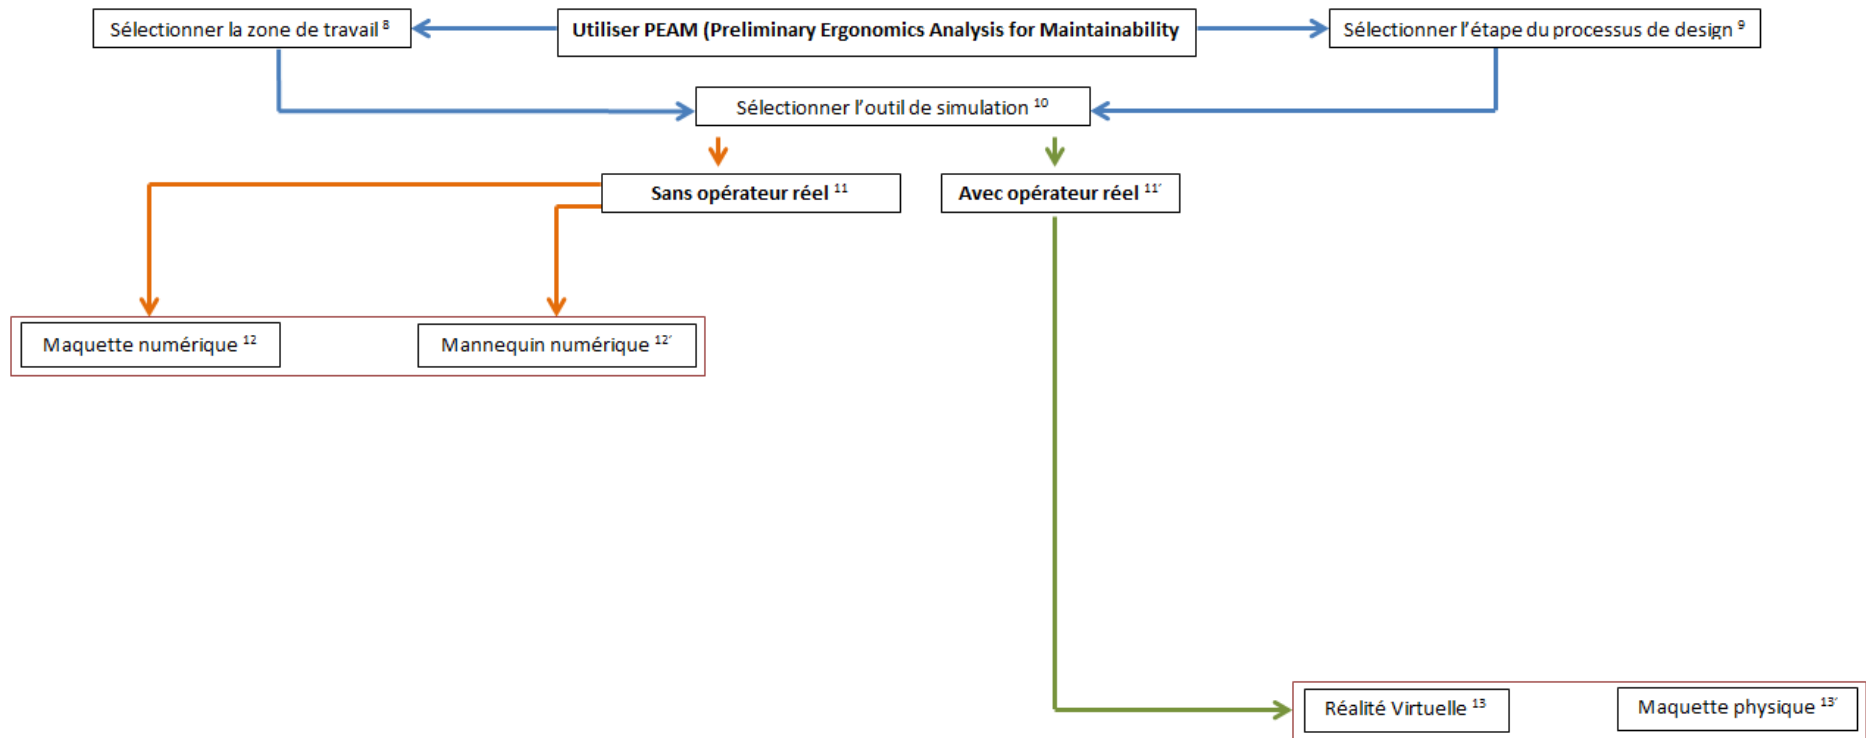 Sélectionner la zone de travail ⁸
Utiliser PEAM (Preliminary Ergonomics Analysis for Maintainability
Sélectionner l’étape du processus de design ⁹
Sélectionner l’outil de simulation ¹⁰
Sans opérateur réel ¹¹
Avec opérateur réel ¹¹′
Maquette numérique ¹²
Mannequin numérique ¹²′
Réalité Virtuelle ¹³
Maquette physique ¹³′